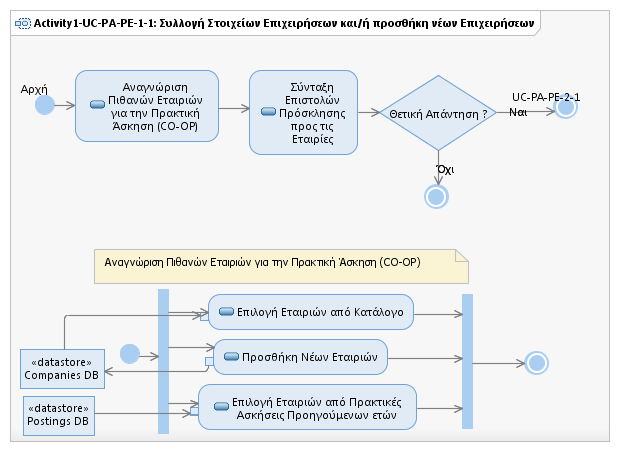 Activity1-UC-PA-PE-1-1: Συλλογή Στοιχείων Επιχειρήσεων και/ή προσθήκη νέων Επιχειρήσεων
Αρχή
Αναγνώριση
Πιθανών Εταιριών
για την Πρακτική
Άσκηση (CO-OP)
Σύνταξη
Επιστολών
Πρόσκλησης
προς τις
Εταιρίες
Θετική Απάντηση ?
UC-PA-PE-2-1
Ναι
Όχι
Αναγνώριση Πιθανών Εταιριών για την Πρακτική Άσκηση (CO-OP)
Επιλογή Εταιριών από Κατάλογο
Προσθήκη Νέων Εταιριών
«datastore»
Companies DB
Επιλογή Εταιριών από Πρακτικές
Ασκήσεις Προηγούμενων ετών
«datastore»
Postings DB